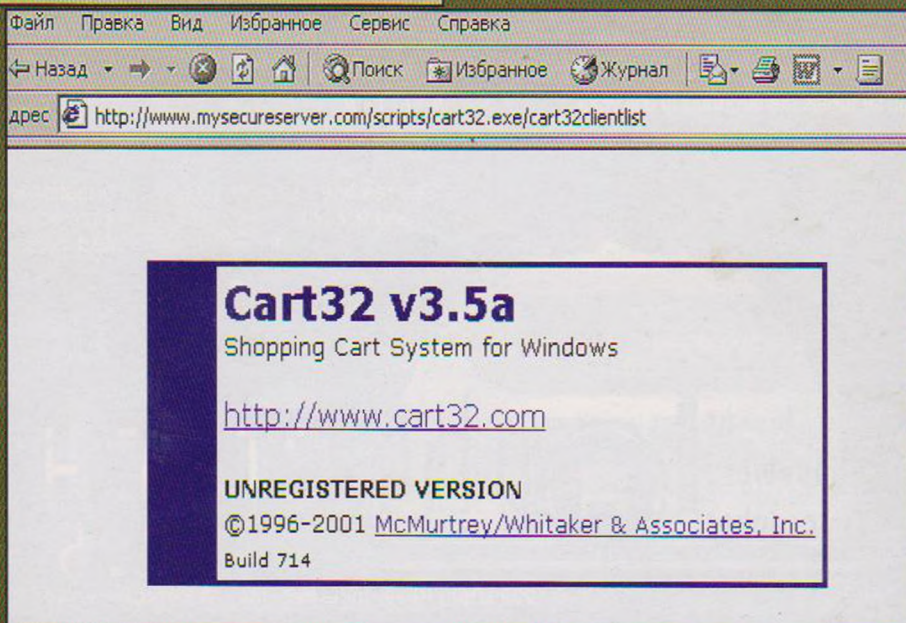 Файл Правка Вид Избранное Сервис Справка
Назад Поиск Избранное Журнал
дрес http://www.mysecureserver.com/scripts/cart32.exe/cart32clientlist
Cart32 v3.5a
Shopping Cart System for Windows
http://www.cart32.com
UNREGISTERED VERSION
©1996-2001 McMurtrey/Whitaker & Associates, Inc.
Build 714